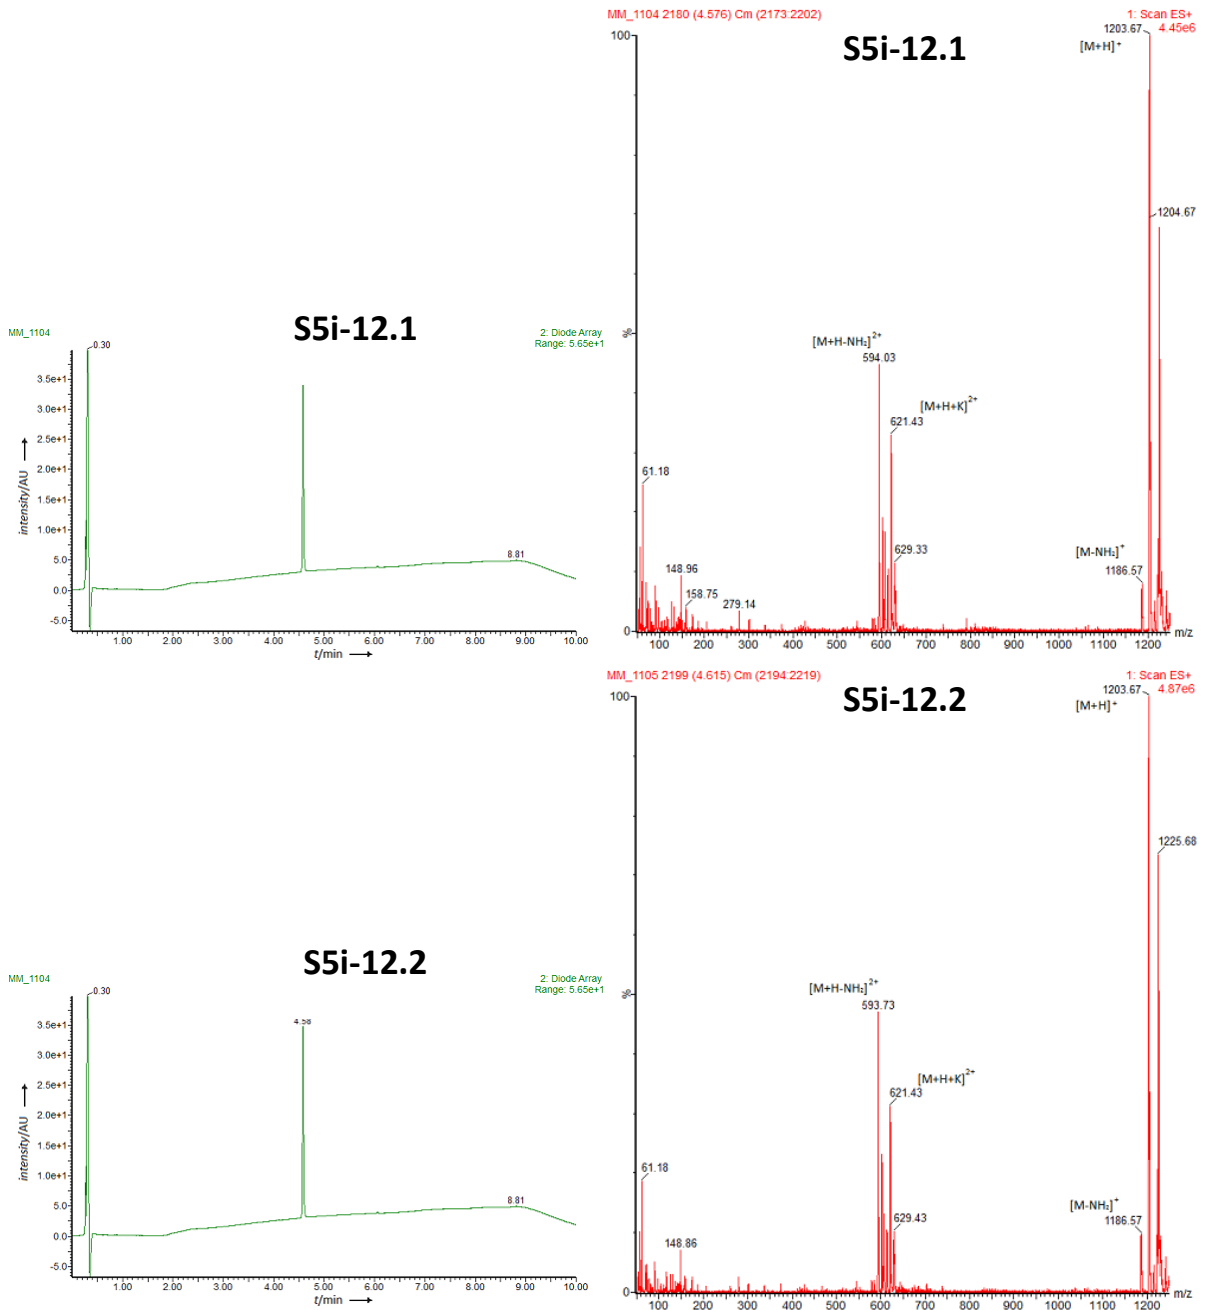 MM_1104 2180 (4.576) Cm (2173:2202)
1: Scan ES+
4.45e6
S5i-12.1
100
1203.67
[M+H]⁺
1204.67
%
[M+H-NH₂]²⁺
594.03
[M+H+K]²⁺
621.43
629.33
61.18
148.96
158.75
279.14
[M-NH₂]⁺
1186.57
0
100 200 300 400 500 600 700 800 900 1000 1100 1200 m/z
S5i-12.1
MM_1104
2: Diode Array
Range: 5.65e+1
0.30
3.5e+1
3.0e+1
2.5e+1
2.0e+1
1.5e+1
1.0e+1
5.0
0.0
-5.0
intensity/AU
8.81
1.00 2.00 3.00 4.00 5.00 6.00 7.00 8.00 9.00 10.00
t/min
MM_1105 2199 (4.615) Cm (2194:2219)
1: Scan ES+
4.87e6
S5i-12.2
100
1203.67
[M+H]⁺
1225.68
%
[M+H-NH₂]²⁺
593.73
[M+H+K]²⁺
621.43
629.43
61.18
148.86
[M-NH₂]⁺
1186.57
0
100 200 300 400 500 600 700 800 900 1000 1100 1200 m/z
S5i-12.2
MM_1104
2: Diode Array
Range: 5.65e+1
0.30
4.58
3.5e+1
3.0e+1
2.5e+1
2.0e+1
1.5e+1
1.0e+1
5.0
0.0
-5.0
intensity/AU
8.81
1.00 2.00 3.00 4.00 5.00 6.00 7.00 8.00 9.00 10.00
t/min